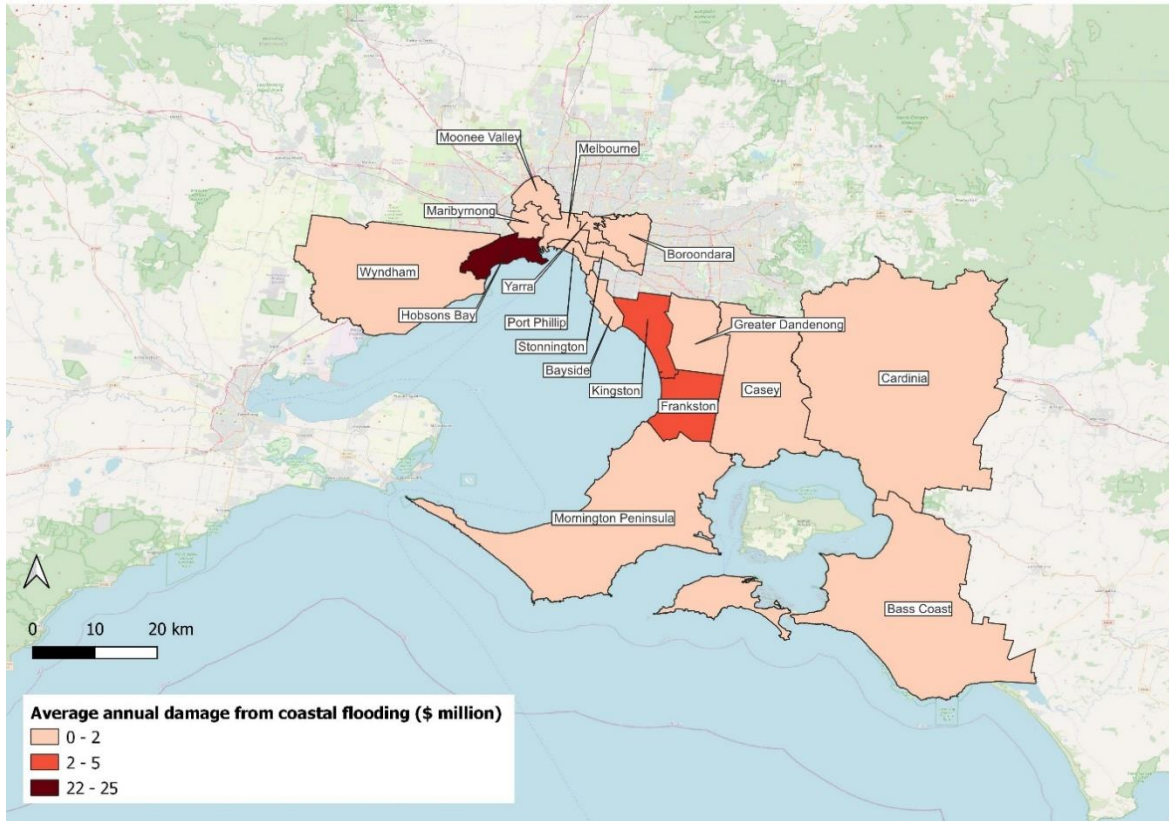 Moonee Valley
Melbourne
Maribyrnong
Boroondara
Wyndham
Yarra
Hobsons Bay
Port Phillip
Greater Dandenong
Stonnington
Bayside
Cardinia
Kingston
Casey
Frankston
Mornington Peninsula
Bass Coast
0 10 20 km
Average annual damage from coastal flooding ($ million)
0 - 2
2 - 5
22 - 25